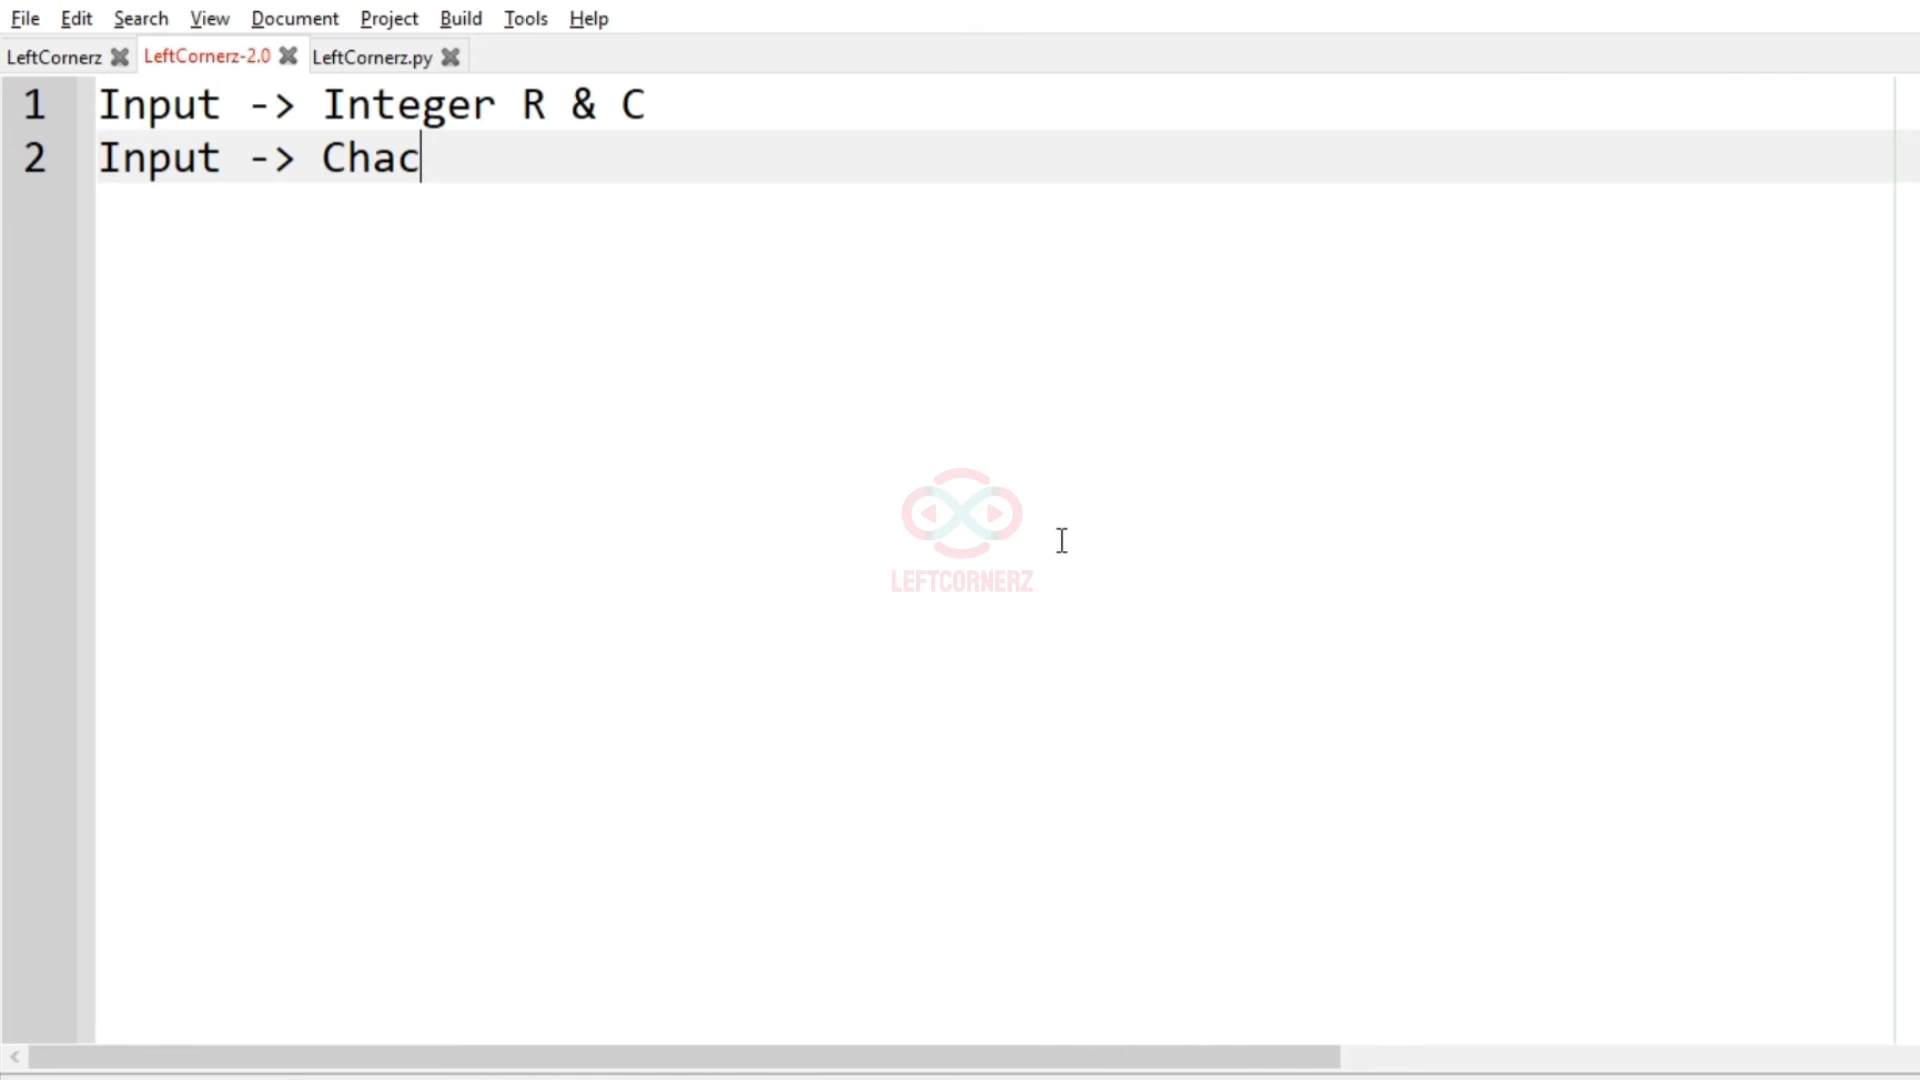 File Edit Search View Document Project Build Tools Help
LeftCornerz LeftCornerz-2.0 LeftCornerz.py
1 Input -> Integer R & C
2 Input -> Chac
LEFTCORNERZ